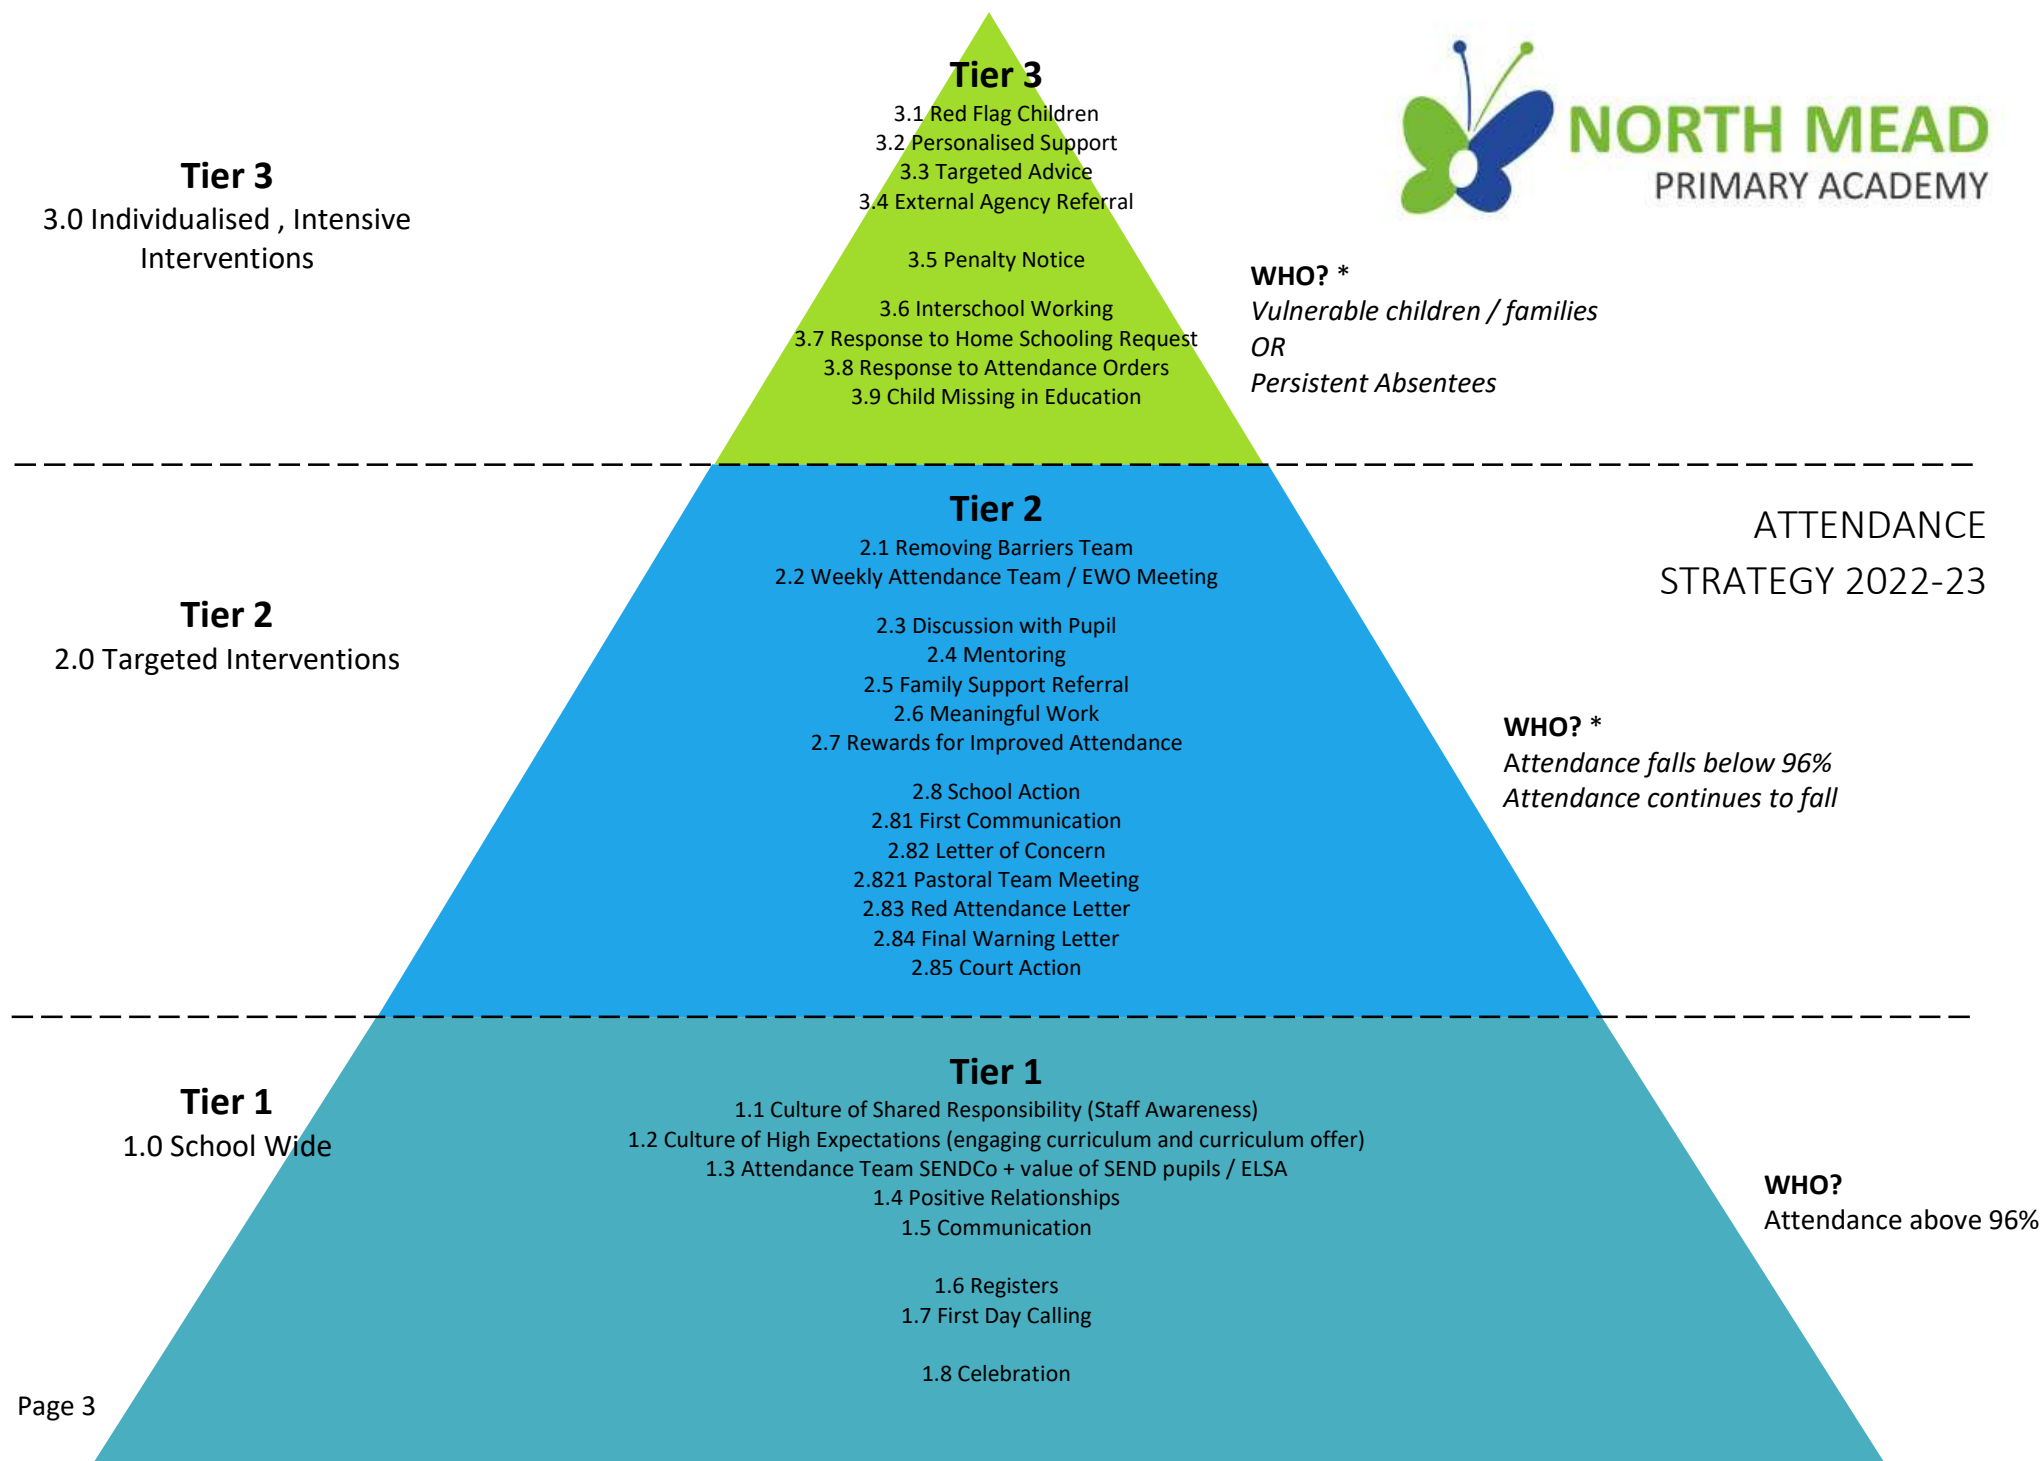 NORTH MEAD
PRIMARY ACADEMY
Tier 3
3.0 Individualised , Intensive
Interventions
Tier 3
3.1 Red Flag Children
3.2 Personalised Support
3.3 Targeted Advice
3.4 External Agency Referral
3.5 Penalty Notice
3.6 Interschool Working
3.7 Response to Home Schooling Request
3.8 Response to Attendance Orders
3.9 Child Missing in Education
WHO? *
Vulnerable children / families
OR
Persistent Absentees
ATTENDANCE
STRATEGY 2022-23
Tier 2
2.0 Targeted Interventions
Tier 2
2.1 Removing Barriers Team
2.2 Weekly Attendance Team / EWO Meeting
2.3 Discussion with Pupil
2.4 Mentoring
2.5 Family Support Referral
2.6 Meaningful Work
2.7 Rewards for Improved Attendance
2.8 School Action
2.81 First Communication
2.82 Letter of Concern
2.821 Pastoral Team Meeting
2.83 Red Attendance Letter
2.84 Final Warning Letter
2.85 Court Action
WHO? *
Attendance falls below 96%
Attendance continues to fall
Tier 1
1.0 School Wide
Tier 1
1.1 Culture of Shared Responsibility (Staff Awareness)
1.2 Culture of High Expectations (engaging curriculum and curriculum offer)
1.3 Attendance Team SENDCo + value of SEND pupils / ELSA
1.4 Positive Relationships
1.5 Communication
1.6 Registers
1.7 First Day Calling
1.8 Celebration
WHO?
Attendance above 96%
Page 3